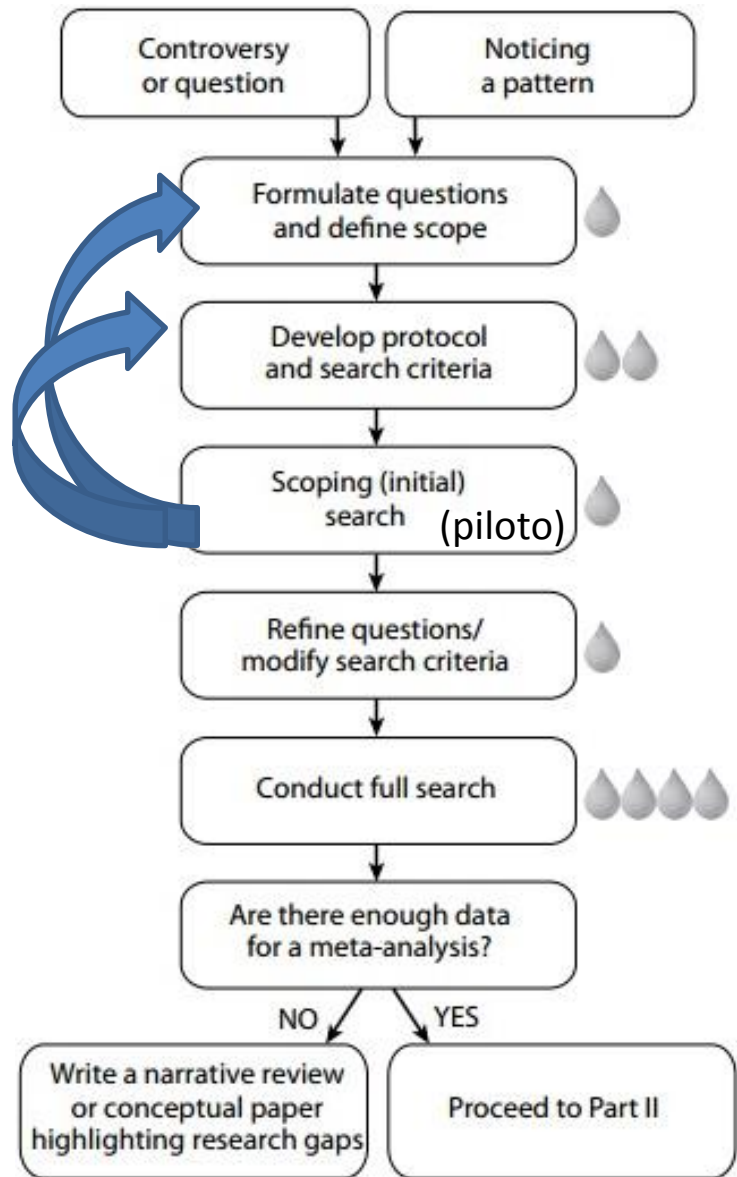 Controversy
or question
Noticing
a pattern
Formulate questions
and define scope
Develop protocol
and search criteria
Scoping (initial)
search
(piloto)
Refine questions/
modify search criteria
Conduct full search
Are there enough data
for a meta-analysis?
NO
YES
Write a narrative review
or conceptual paper
highlighting research gaps
Proceed to Part II